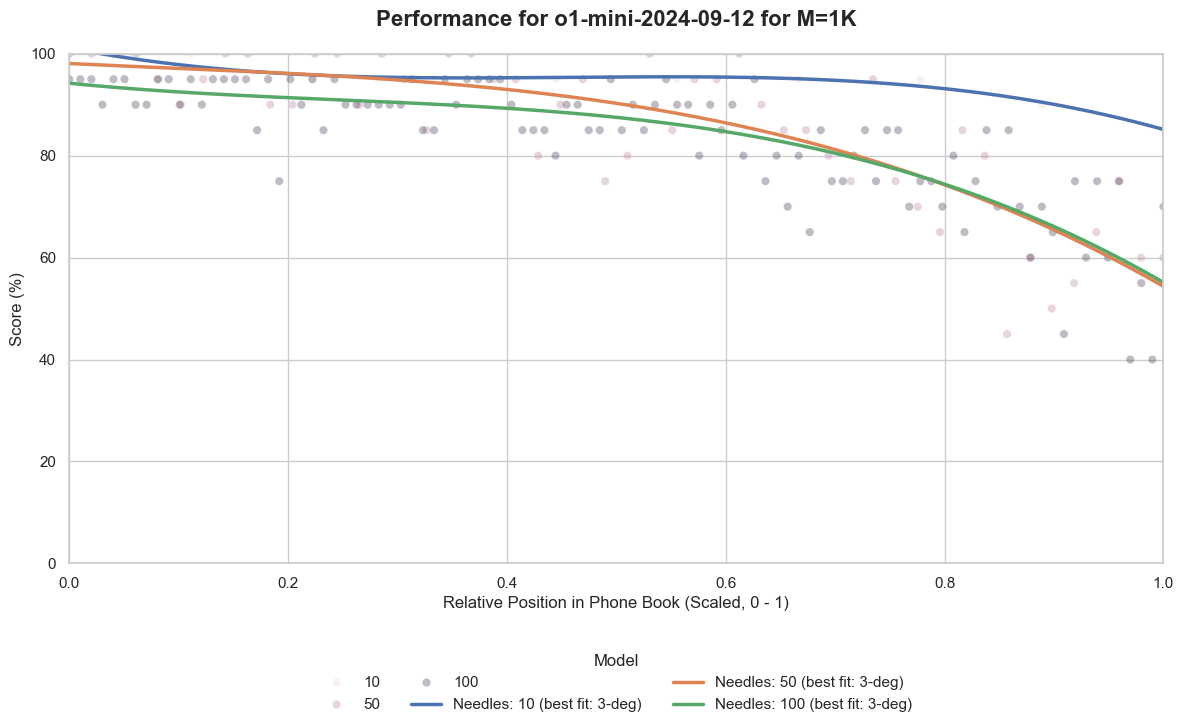 Performance for o1-mini-2024-09-12 for M=1K
100
80
60
40
20
0
Score (%)
0.0 0.2 0.4 0.6 0.8 1.0
Relative Position in Phone Book (Scaled, 0 - 1)
Model
10 100 Needles: 50 (best fit: 3-deg)
50 Needles: 10 (best fit: 3-deg) Needles: 100 (best fit: 3-deg)